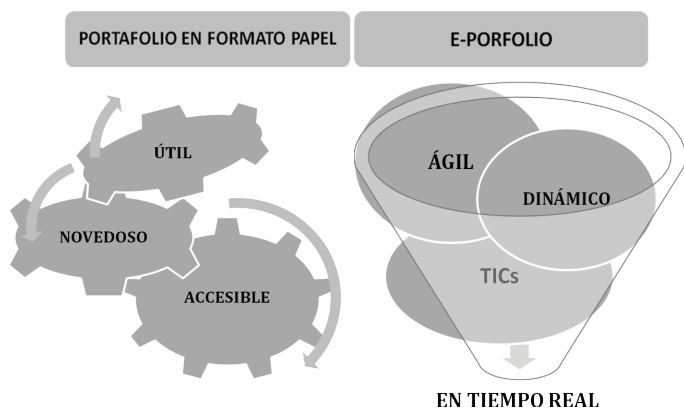 PORTAFOLIO EN FORMATO PAPEL
E-PORFOLIO
ÚTIL
NOVEDOSO
ACCESIBLE
ÁGIL
DINÁMICO
TICs
EN TIEMPO REAL